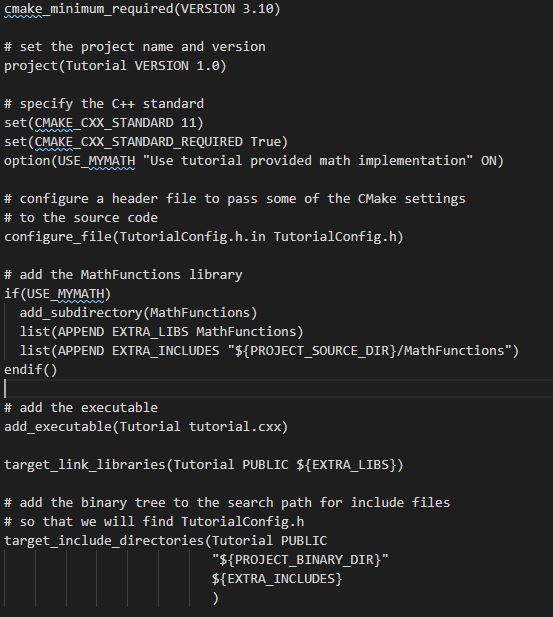 cmake_minimum_required(VERSION 3.10)
# set the project name and version
project(Tutorial VERSION 1.0)
# specify the C++ standard
set(CMAKE_CXX_STANDARD 11)
set(CMAKE_CXX_STANDARD_REQUIRED True)
option(USE_MYMATH "Use tutorial provided math implementation" ON)
# configure a header file to pass some of the CMake settings
# to the source code
configure_file(TutorialConfig.h.in TutorialConfig.h)
# add the MathFunctions library
if(USE_MYMATH)
  add_subdirectory(MathFunctions)
  list(APPEND EXTRA_LIBS MathFunctions)
  list(APPEND EXTRA_INCLUDES "${PROJECT_SOURCE_DIR}/MathFunctions")
endif()
# add the executable
add_executable(Tutorial tutorial.cxx)
target_link_libraries(Tutorial PUBLIC ${EXTRA_LIBS})
# add the binary tree to the search path for include files
# so that we will find TutorialConfig.h
target_include_directories(Tutorial PUBLIC
                           "${PROJECT_BINARY_DIR}"
                           ${EXTRA_INCLUDES}
                           )